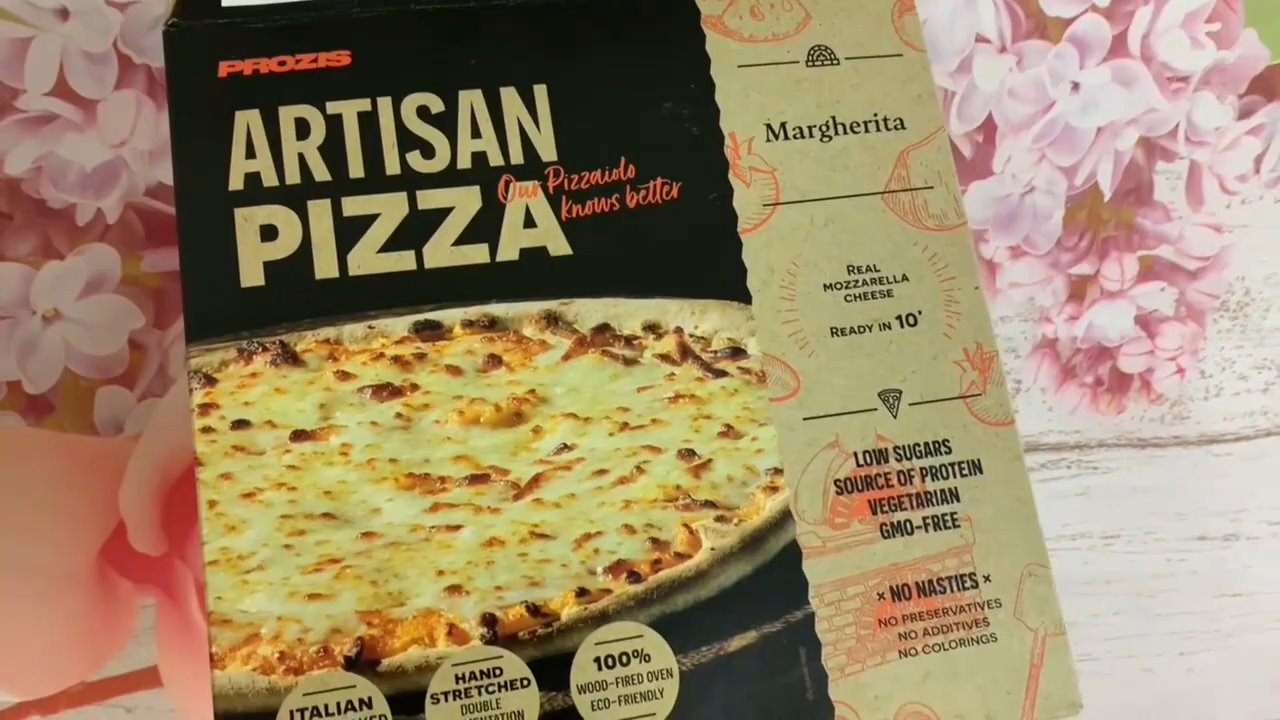 PROZIS
ARTISAN
PIZZA
Our Pizzaiolo
knows better
Margherita
REAL
MOZZARELLA
CHEESE
READY IN 10'
LOW SUGARS
SOURCE OF PROTEIN
VEGETARIAN
GMO-FREE
× NO NASTIES ×
NO PRESERVATIVES
NO ADDITIVES
NO COLORINGS
ITALIAN
HAND
STRETCHED
DOUBLE
100%
WOOD-FIRED OVEN
ECO-FRIENDLY